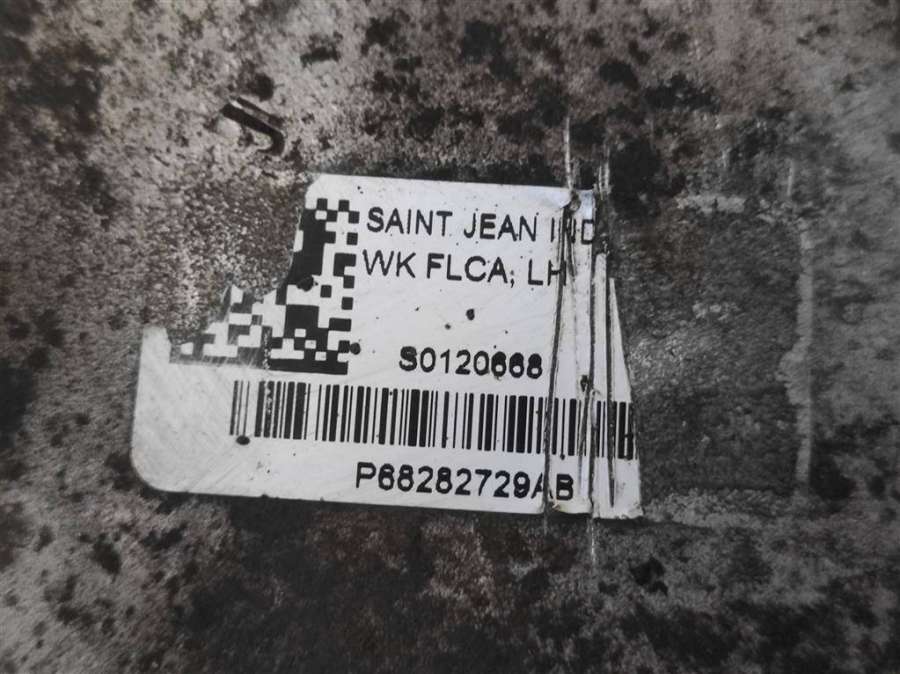 SAINT JEAN IND
WK FLCA, LH
S0120668
P68282729AB